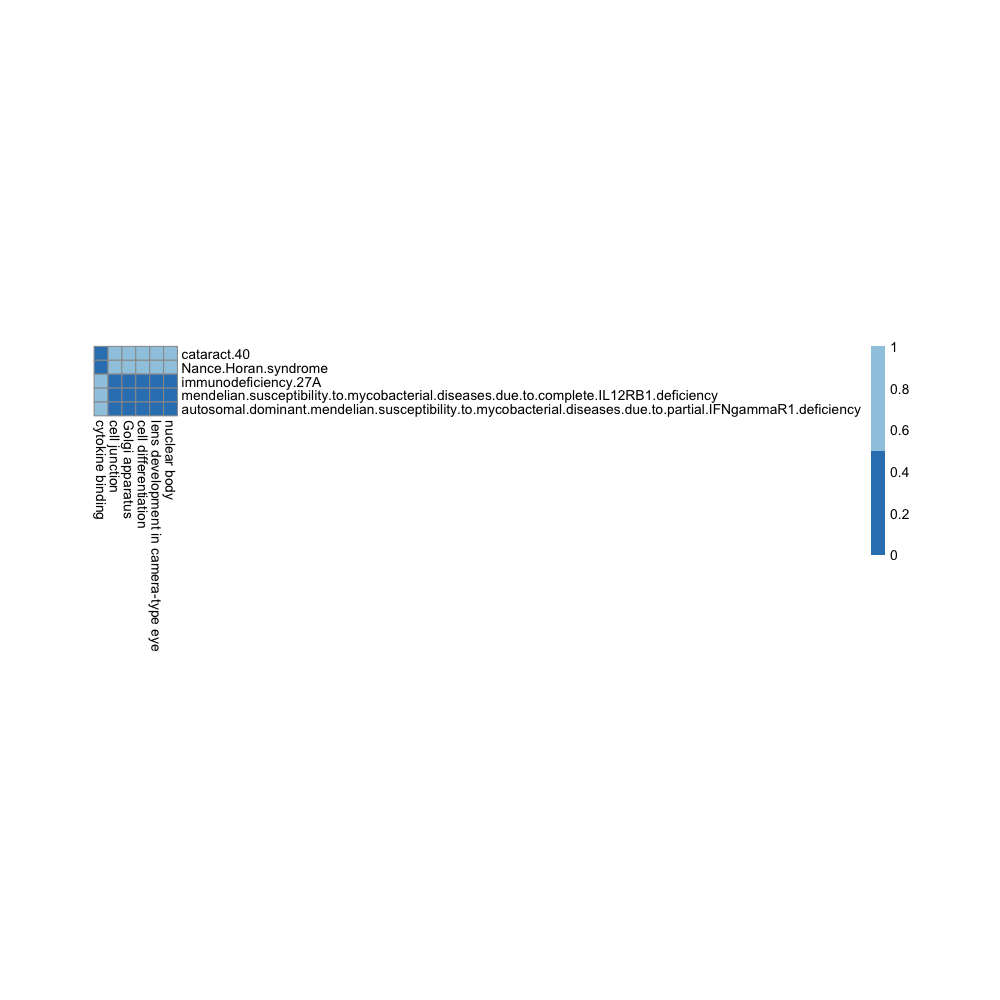 cataract.40
Nance.Horan.syndrome
immunodeficiency.27A
mendelian.susceptibility.to.mycobacterial.diseases.due.to.complete.IL12RB1.deficiency
autosomal.dominant.mendelian.susceptibility.to.mycobacterial.diseases.due.to.partial.IFNgammaR1.deficiency
cytokine binding
cell junction
Golgi apparatus
cell differentiation
lens development in camera-type eye
nuclear body
1
0.8
0.6
0.4
0.2
0